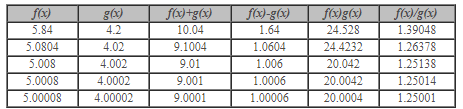 f(x) g(x) f(x)+g(x) f(x)-g(x) f(x)g(x) f(x)/g(x)
5.84 4.2 10.04 1.64 24.528 1.39048
5.0804 4.02 9.1004 1.0604 24.4232 1.26378
5.008 4.002 9.01 1.006 20.042 1.25138
5.0008 4.0002 9.001 1.0006 20.0042 1.25014
5.00008 4.00002 9.0001 1.00006 20.0004 1.25001